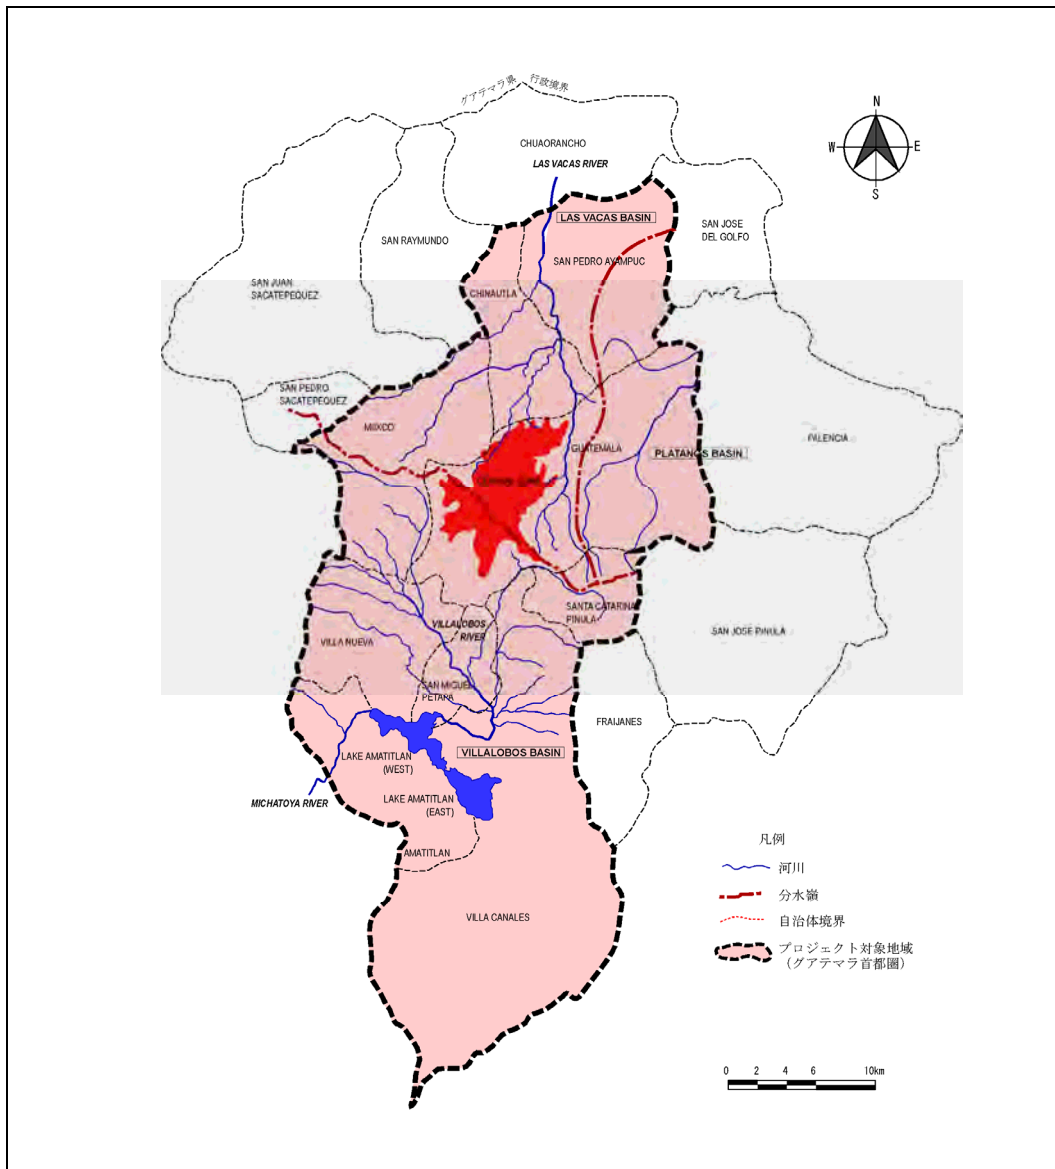 グアテマラ県 行政境界
CHUAORANCHO
LAS VACAS RIVER
N
W
E
S
LAS VACAS BASIN
SAN JOSE
DEL GOLFO
SAN RAYMUNDO
SAN PEDRO AYAMPUC
SAN JUAN
SACATEPEQUEZ
CHINAUTLA
SAN PEDRO
SACATEPEQUEZ
MIXCO
GUATEMALA
PLATANOS BASIN
PALENCIA
SANTA CATARINA
PINULA
VILLALOBOS
RIVER
SAN JOSE PINULA
VILLA NUEVA
SAN MIGUEL
PETAPA
FRAIJANES
VILLALOBOS BASIN
LAKE AMATITLAN
(WEST)
MICHATOYA RIVER
LAKE AMATITLAN
(EAST)
AMATITLAN
VILLA CANALES
凡例
河川
分水嶺
自治体境界
プロジェクト対象地域
（グアテマラ首都圏）
0 2 4 6 10km